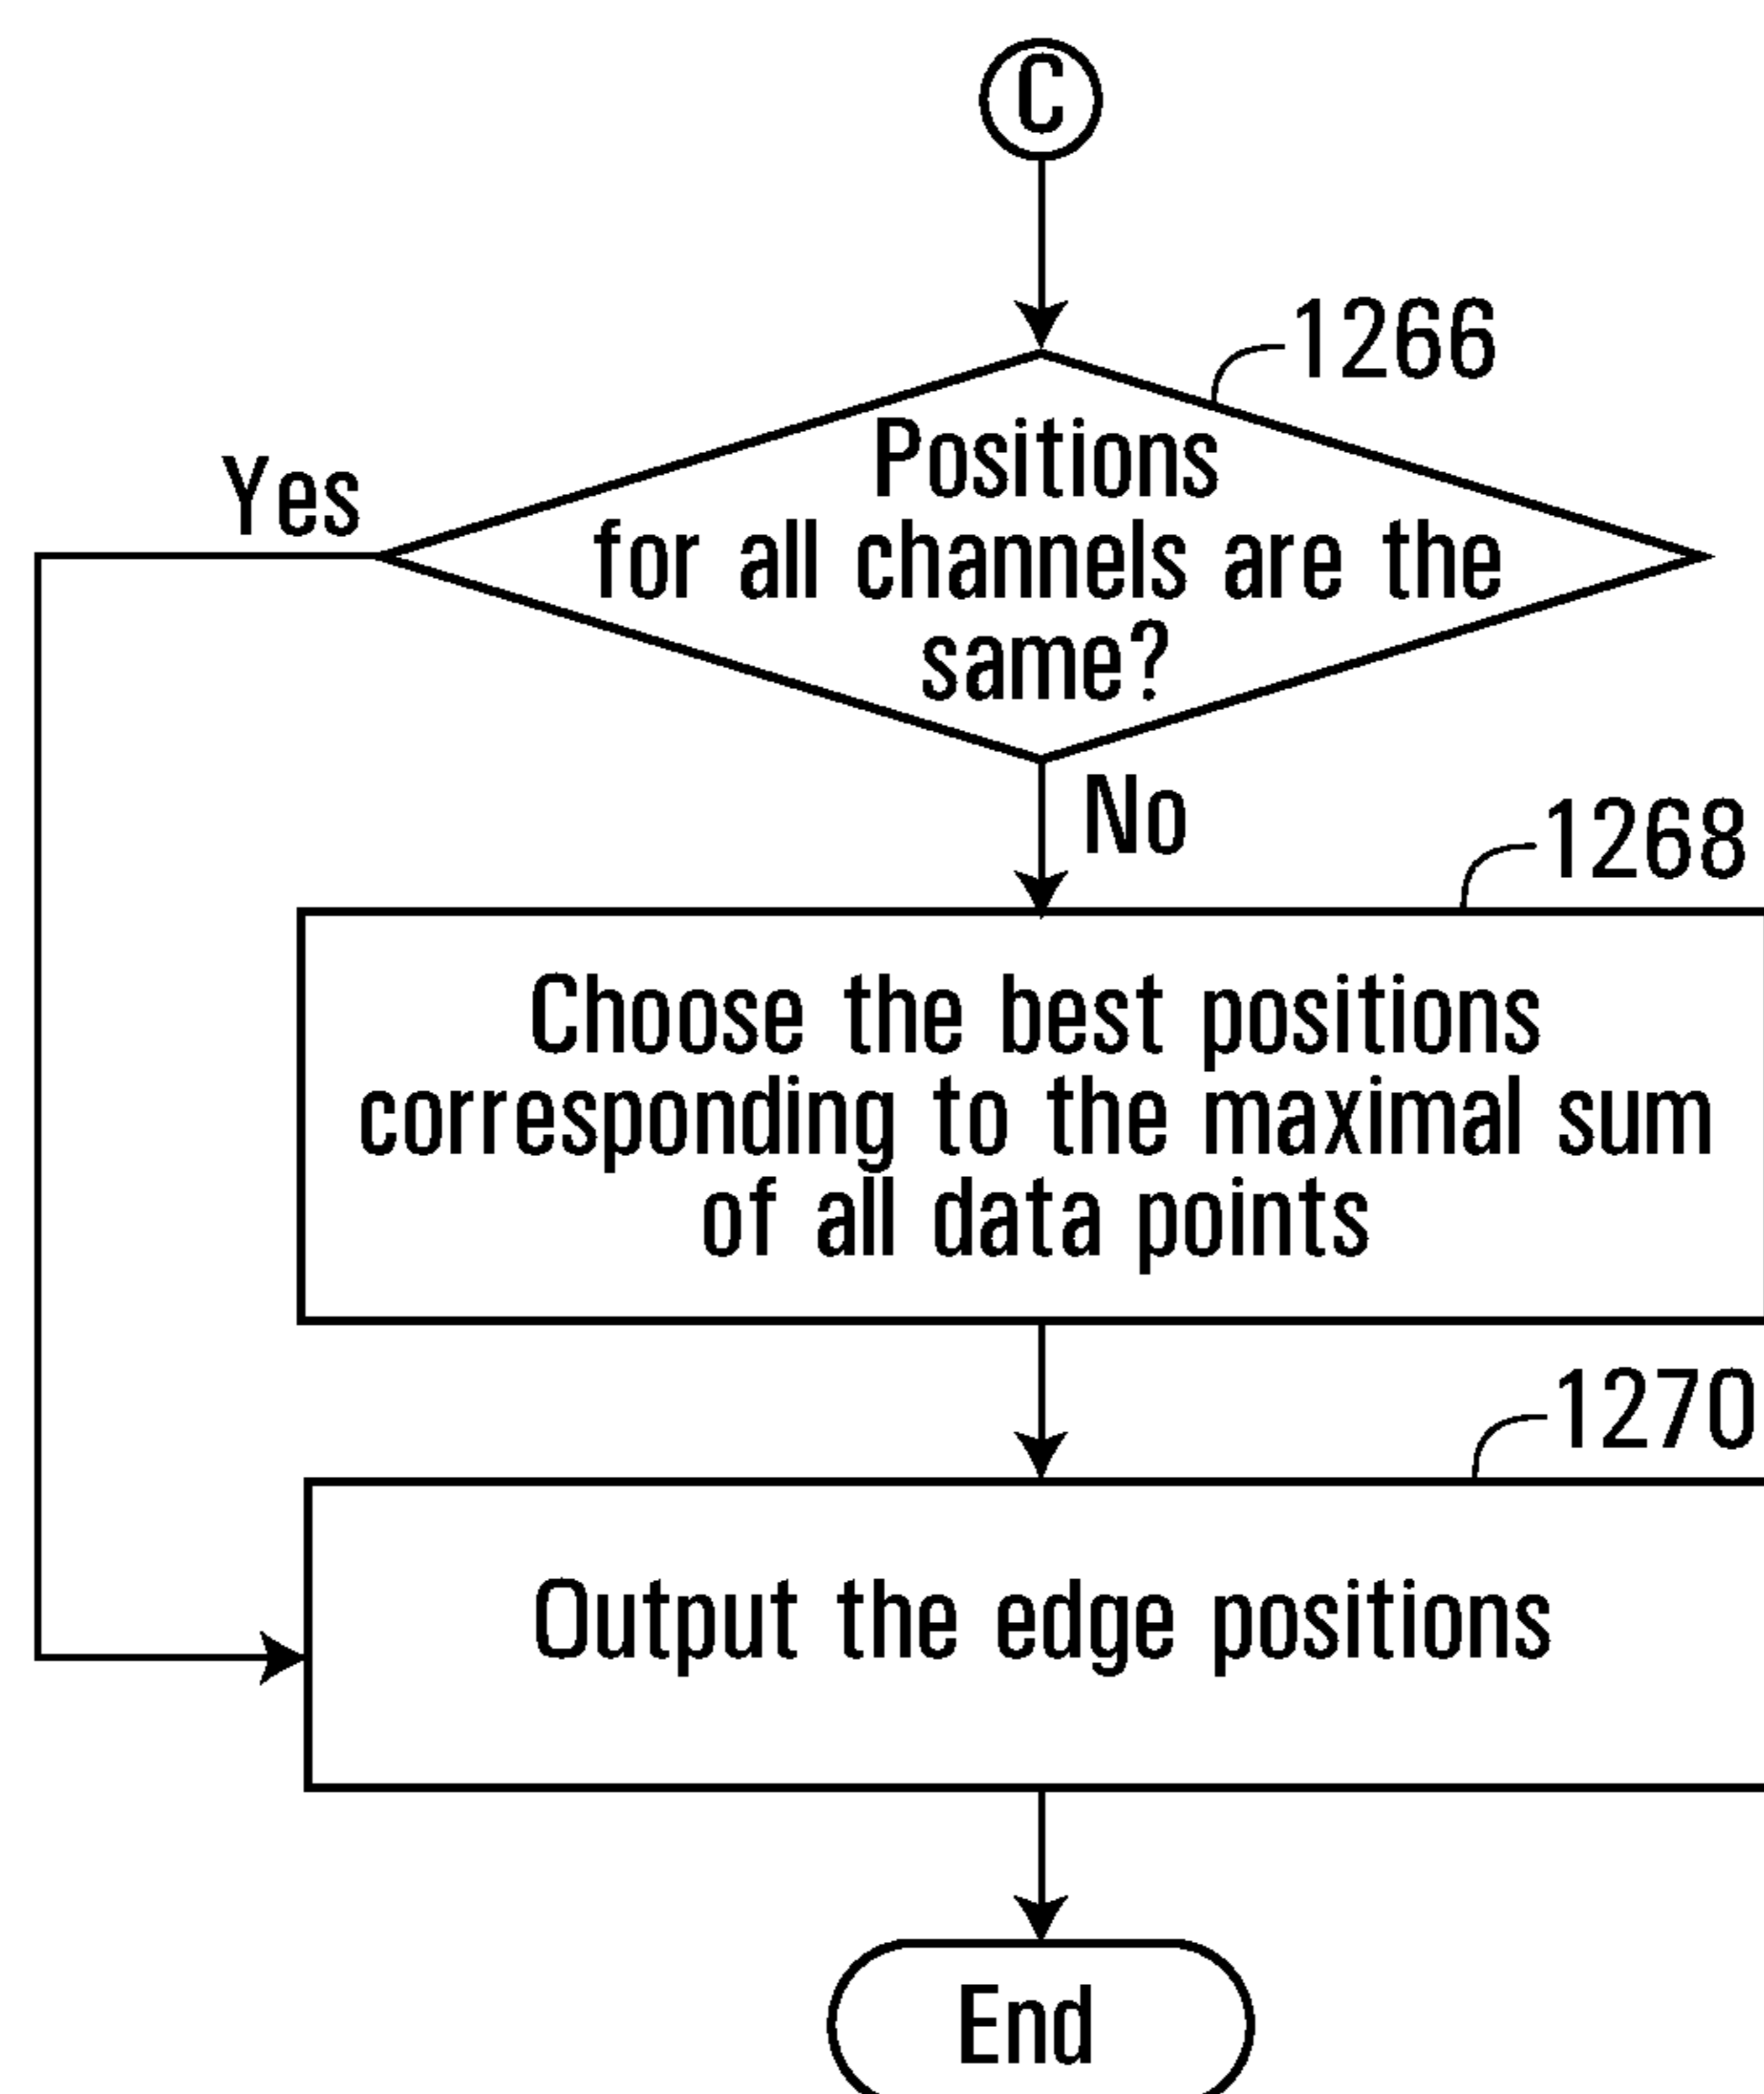 C
1266
Positions
for all channels are the
same?
Yes
No
1268
Choose the best positions
corresponding to the maximal sum
of all data points
1270
Output the edge positions
End